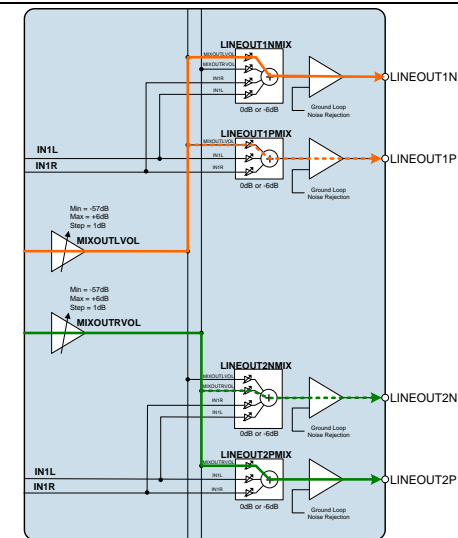 LINEOUT1NMIX
MIXOUTLVOL
MIXOUTRVOL
IN1R
IN1L
LINEOUT1N
0dB or -6dB
Ground Loop
Noise Rejection
LINEOUT1PMIX
MIXOUTLVOL
IN1R
IN1L
LINEOUT1P
0dB or -6dB
Ground Loop
Noise Rejection
IN1L
IN1R
Min = -57dB
Max = +6dB
Step = 1dB
MIXOUTLVOL
Min = -57dB
Max = +6dB
Step = 1dB
MIXOUTRVOL
LINEOUT2NMIX
MIXOUTLVOL
MIXOUTRVOL
IN1R
IN1L
LINEOUT2N
0dB or -6dB
Ground Loop
Noise Rejection
LINEOUT2PMIX
MIXOUTRVOL
IN1L
IN1R
LINEOUT2P
0dB or -6dB
Ground Loop
Noise Rejection
IN1L
IN1R